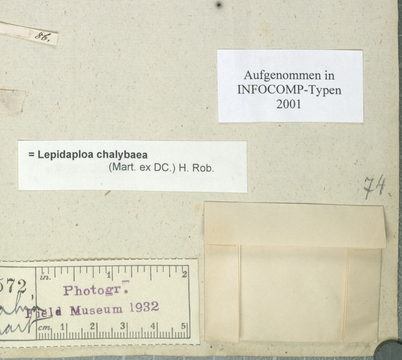 86.
Aufgenommen in
INFOCOMP-Typen
2001
= Lepidaploa chalybaea
(Mart. ex DC.) H. Rob.
74.
572
in. 1 2
Photogr.
Field Museum 1932
cm. 1 2 3 4 5